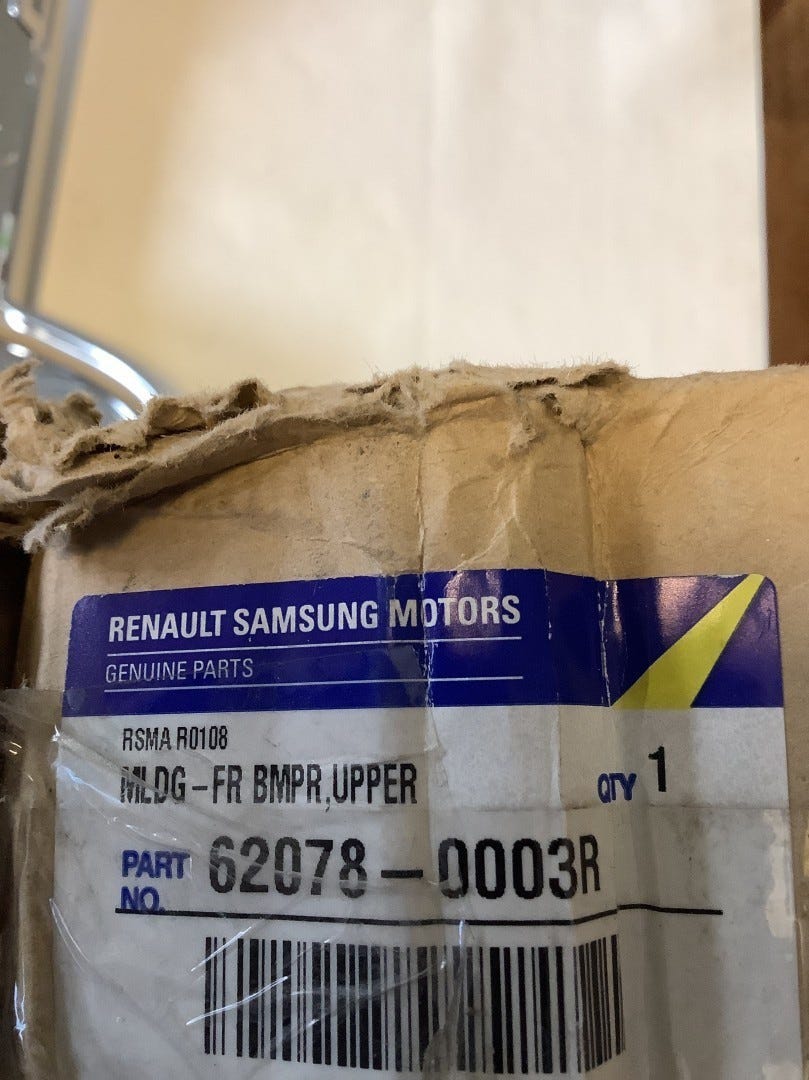 RENAULT SAMSUNG MOTORS
GENUINE PARTS
RSMA R0108
MLDG-FR BMPR,UPPER
QTY 1
PART NO. 62078-0003R